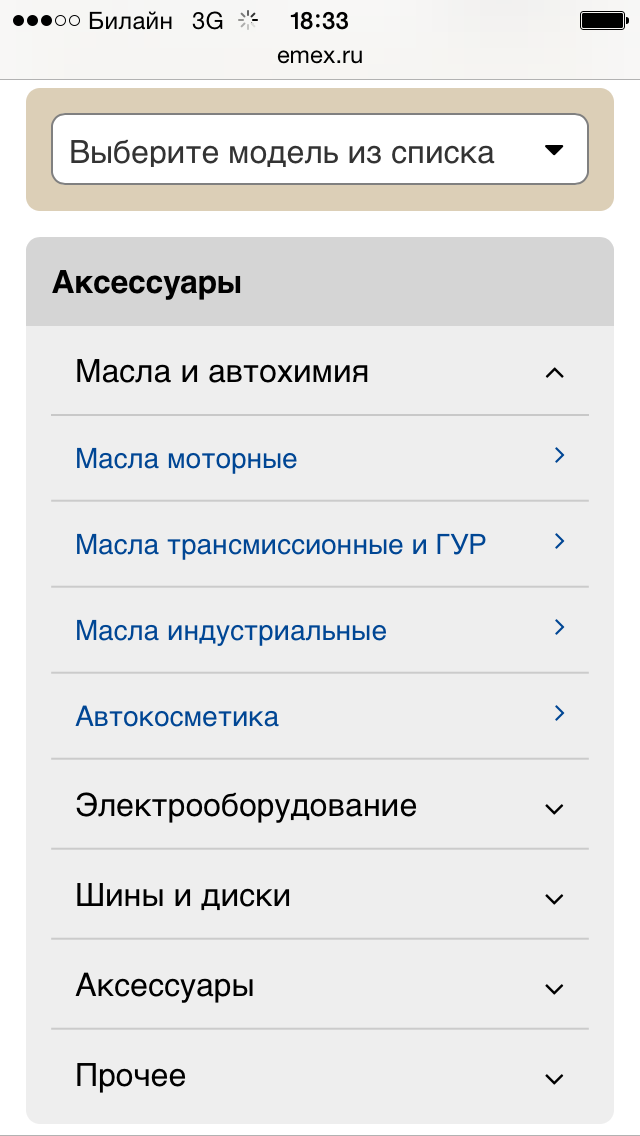 Билайн 3G 18:33
emex.ru
Выберите модель из списка
Аксессуары
Масла и автохимия
Масла моторные
Масла трансмиссионные и ГУР
Масла индустриальные
Автокосметика
Электрооборудование
Шины и диски
Аксессуары
Прочее